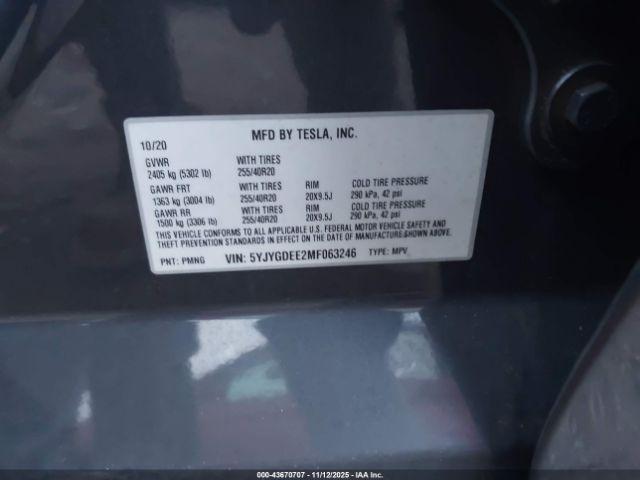 MFD BY TESLA, INC.
10/20
GVWR WITH TIRES
2405 kg (5302 lb) 255/40R20
GAWR FRT WITH TIRES RIM COLD TIRE PRESSURE
1363 kg (3004 lb) 255/40R20 20X9.5J 290 kPa, 42 psi
GAWR RR WITH TIRES RIM COLD TIRE PRESSURE
1500 kg (3306 lb) 255/40R20 20X9.5J 290 kPa, 42 psi
THIS VEHICLE CONFORMS TO ALL APPLICABLE U.S. FEDERAL MOTOR VEHICLE SAFETY AND
THEFT PREVENTION STANDARDS IN EFFECT ON THE DATE OF MANUFACTURE SHOWN ABOVE.
PNT: PMNG VIN: 5YJYGDEE2MF063246 TYPE: MPV
000-43670707 - 11/12/2025 - IAA Inc.